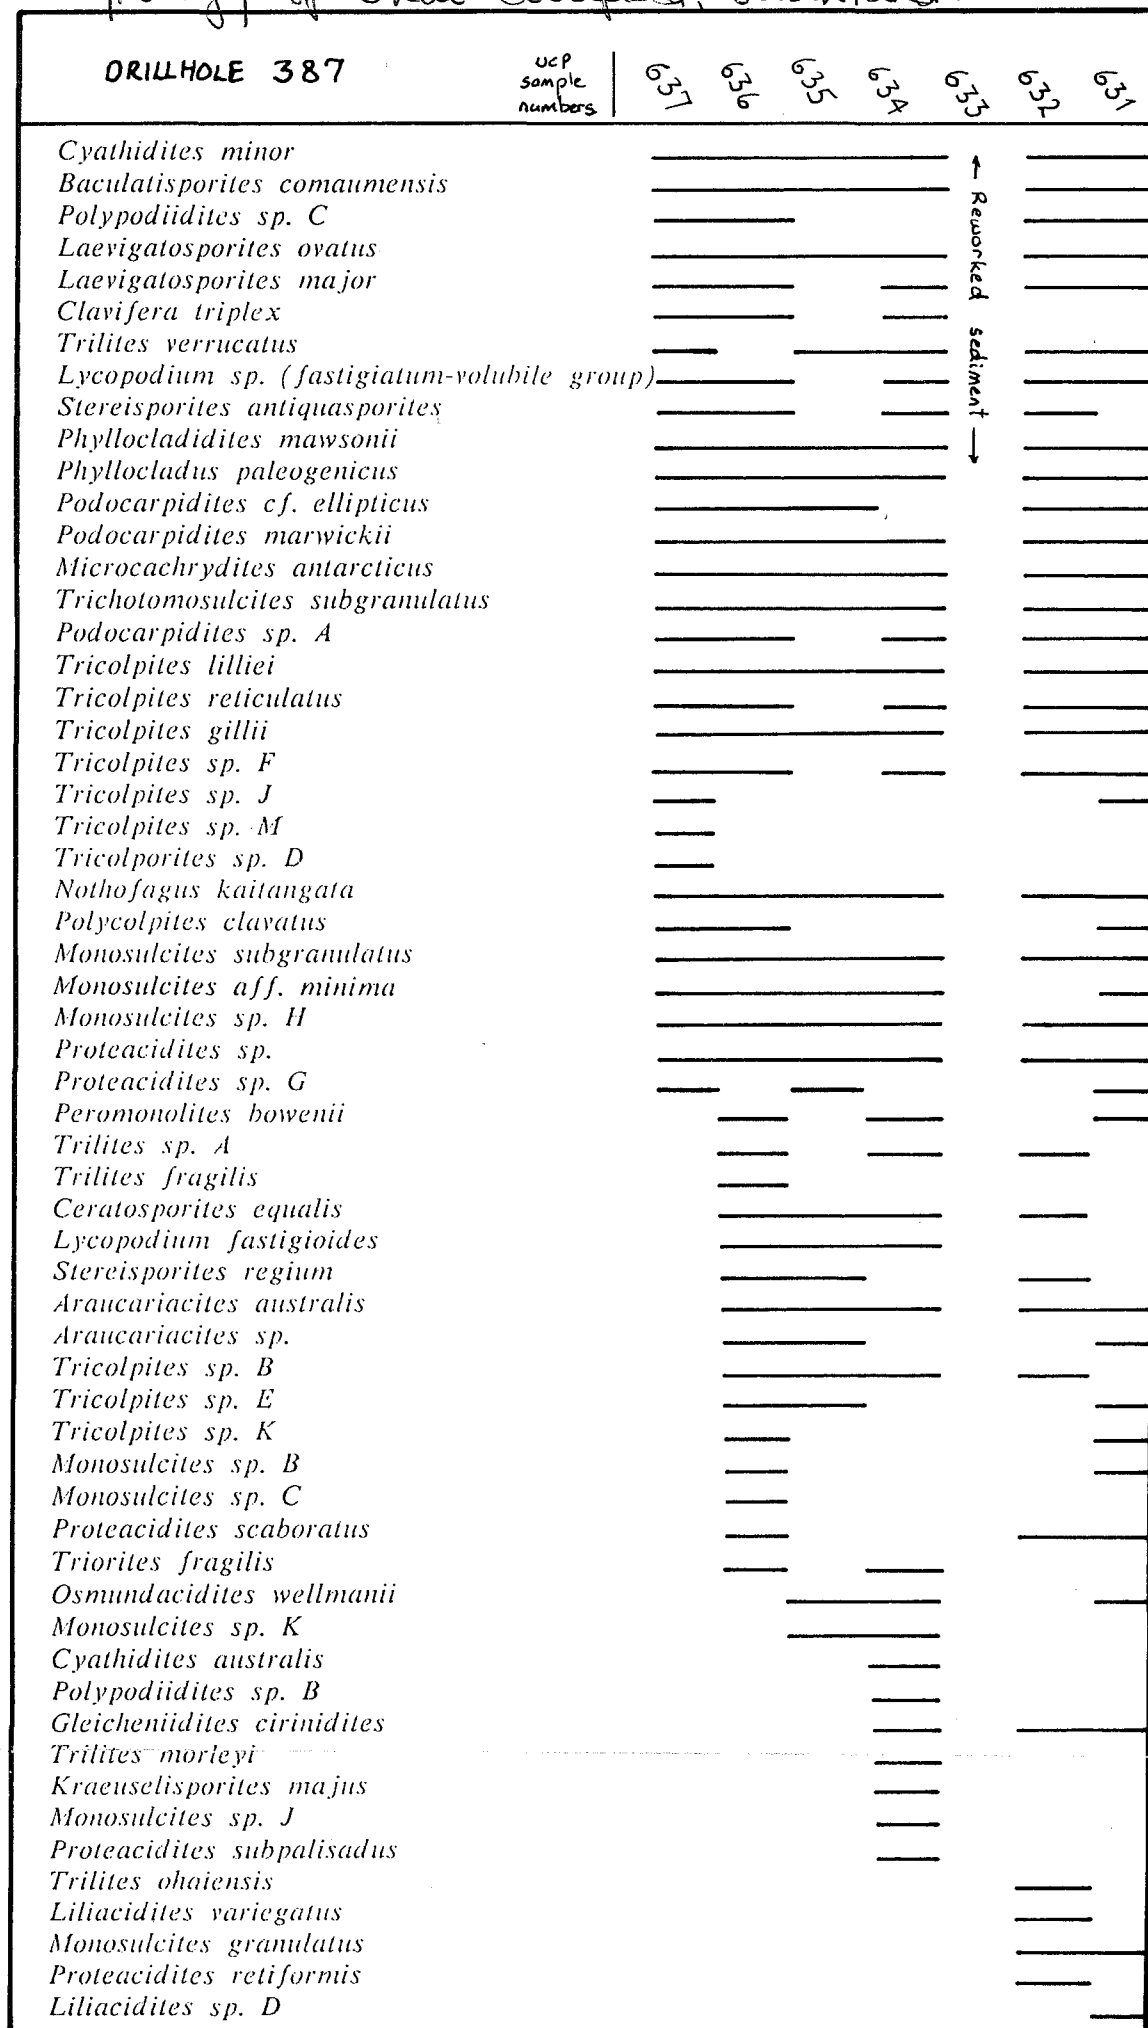 DRILLHOLE 387
UCP
sample
numbers
637 636 635 634 633 632 631
Cyathidites minor
Baculatisporites comaumensis
Polypodiidites sp. C
Laevigatosporites ovatus
Laevigatosporites major
Clavifera triplex
Trilites verrucatus
Lycopodium sp. (fastigiatum-volubile group)
Stereisporites antiquasporites
Phyllocladidites mawsonii
Phyllocladus paleogenicus
Podocarpidites cf. ellipticus
Podocarpidites marwickii
Microcachrydites antarcticus
Trichotomosulcites subgranulatus
Podocarpidites sp. A
Tricolpites lilliei
Tricolpites reticulatus
Tricolpites gillii
Tricolpites sp. F
Tricolpites sp. J
Tricolpites sp. M
Tricolporites sp. D
Nothofagus kaitangata
Polycolpites clavatus
Monosulcites subgranulatus
Monosulcites aff. minima
Monosulcites sp. H
Proteacidites sp.
Proteacidites sp. G
Peromonolites bowenii
Trilites sp. A
Trilites fragilis
Ceratosporites equalis
Lycopodium fastigioides
Stereisporites regium
Araucariacites australis
Araucariacites sp.
Tricolpites sp. B
Tricolpites sp. E
Tricolpites sp. K
Monosulcites sp. B
Monosulcites sp. C
Proteacidites scaboratus
Triorites fragilis
Osmundacidites wellmanii
Monosulcites sp. K
Cyathidites australis
Polypodiidites sp. B
Gleicheniidites cirinidites
Trilites morleyi
Kraeuselisporites majus
Monosulcites sp. J
Proteacidites subpalisadus
Trilites ohaiensis
Liliacidites variegatus
Monosulcites granulatus
Proteacidites retiformis
Liliacidites sp. D
← Reworked sediment →